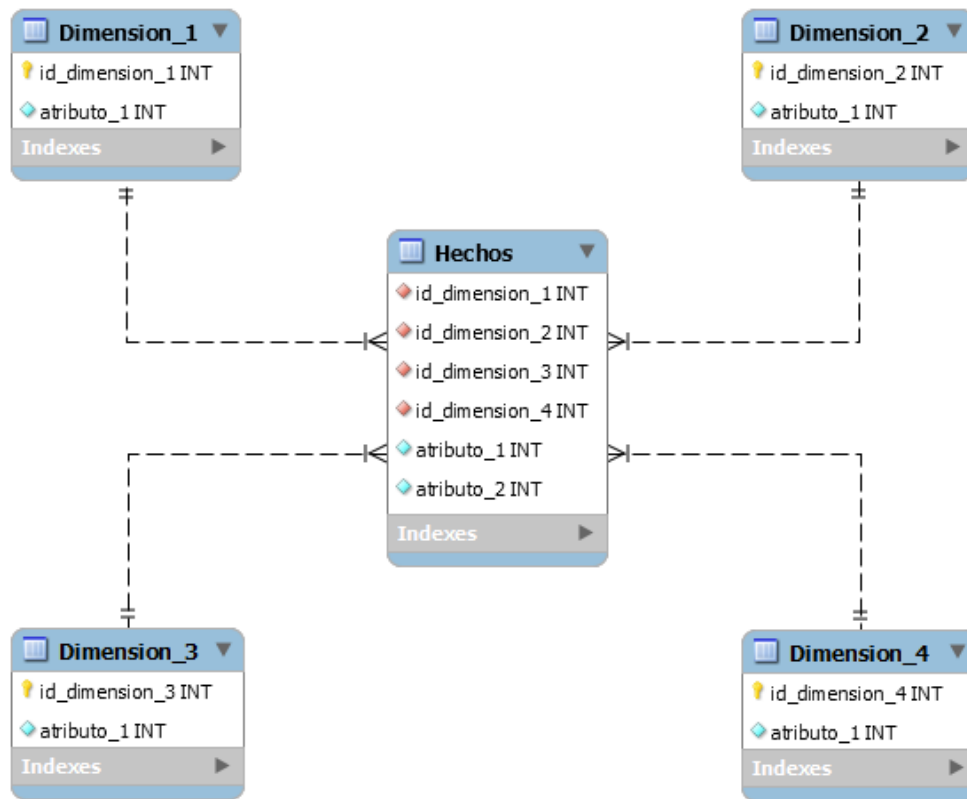 Dimension_1
id_dimension_1 INT
atributo_1 INT
Indexes
Dimension_2
id_dimension_2 INT
atributo_1 INT
Indexes
Hechos
id_dimension_1 INT
id_dimension_2 INT
id_dimension_3 INT
id_dimension_4 INT
atributo_1 INT
atributo_2 INT
Indexes
Dimension_3
id_dimension_3 INT
atributo_1 INT
Indexes
Dimension_4
id_dimension_4 INT
atributo_1 INT
Indexes